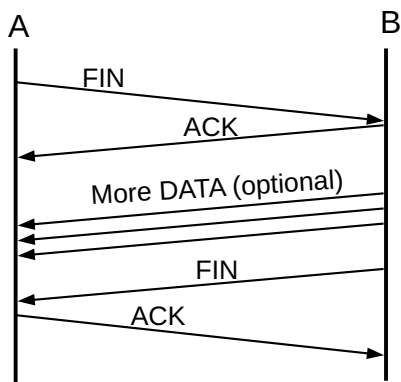 A
B
FIN
ACK
More DATA (optional)
FIN
ACK